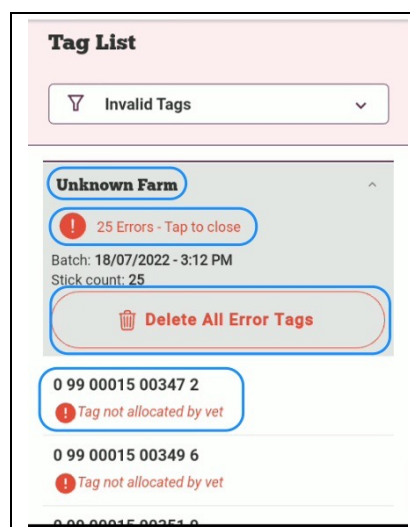 Tag List
Invalid Tags
Unknown Farm
25 Errors - Tap to close
Batch: 18/07/2022 - 3:12 PM
Stick count: 25
Delete All Error Tags
0 99 00015 00347 2
Tag not allocated by vet
0 99 00015 00349 6
Tag not allocated by vet